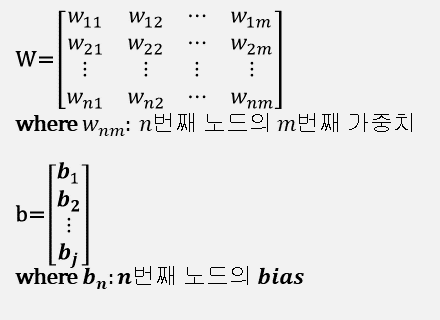 W=[w₁₁ w₁₂ ⋯ w₁ₘ
w₂₁ w₂₂ ⋯ w₂ₘ
⋮ ⋮ ⋮ ⋮
wₙ₁ wₙ₂ ⋯ wₙₘ]
where wₙₘ: n번째 노드의 m번째 가중치
b=[b₁
b₂
⋮
bⱼ]
where bₙ: n번째 노드의 bias